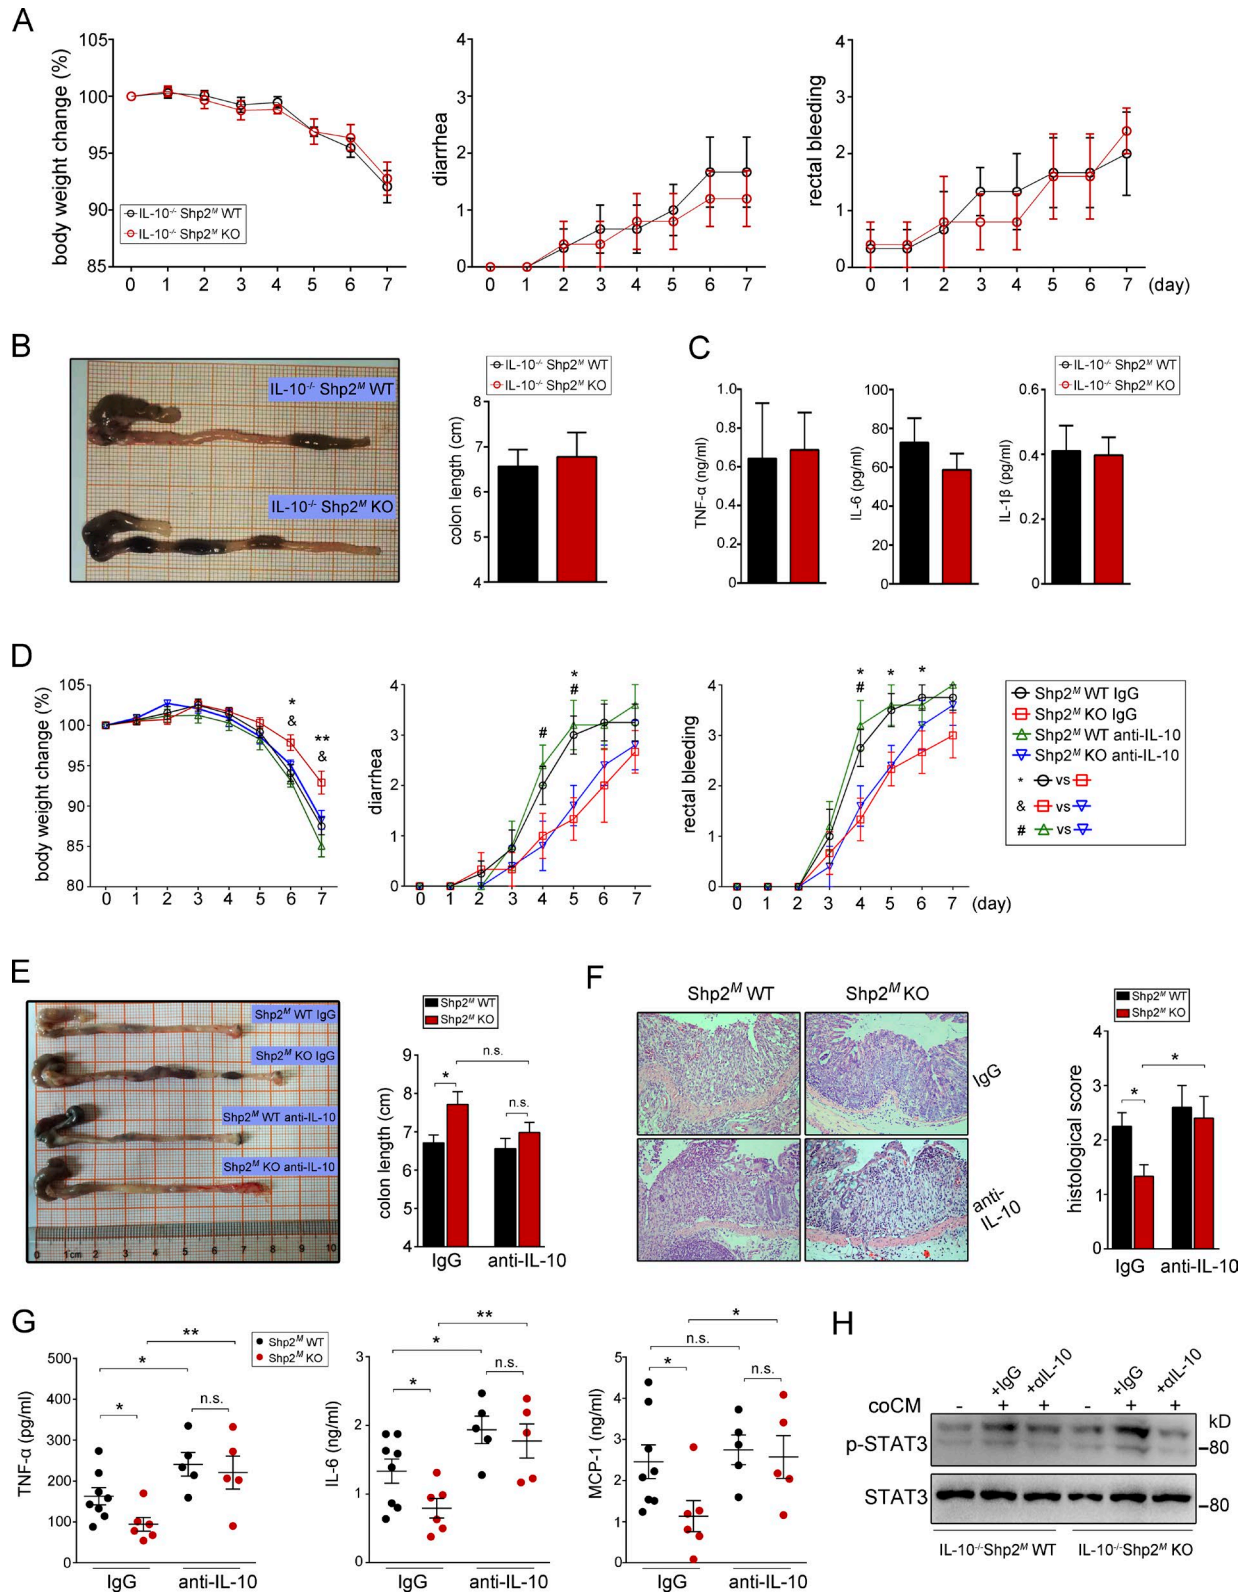 A
body weight change (%)
105
100
95
90
85
IL-10-/- Shp2M WT
IL-10-/- Shp2M KO
0 1 2 3 4 5 6 7
diarrhea
4
3
2
1
0
0 1 2 3 4 5 6 7
rectal bleeding
4
3
2
1
0
0 1 2 3 4 5 6 7 (day)
B
IL-10-/- Shp2M WT
IL-10-/- Shp2M KO
IL-10-/- Shp2M WT
IL-10-/- Shp2M KO
colon length (cm)
8
7
6
5
4
C
IL-10-/- Shp2M WT
IL-10-/- Shp2M KO
TNF-α (ng/ml)
1.0
0.8
0.6
0.4
0.2
0.0
IL-6 (pg/ml)
100
80
60
40
20
0
IL-1β (pg/ml)
0.6
0.4
0.2
0.0
D
body weight change (%)
105
100
95
90
85
80
*
&
**
&
0 1 2 3 4 5 6 7
diarrhea
4
3
2
1
0
#
*
#
0 1 2 3 4 5 6 7
rectal bleeding
4
3
2
1
0
*
#
*
*
0 1 2 3 4 5 6 7 (day)
Shp2M WT IgG
Shp2M KO IgG
Shp2M WT anti-IL-10
Shp2M KO anti-IL-10
* vs
& vs
# vs
E
Shp2M WT IgG
Shp2M KO IgG
Shp2M WT anti-IL-10
Shp2M KO anti-IL-10
0 1cm 2 3 4 5 6 7 8 9 10
Shp2M WT
Shp2M KO
colon length (cm)
9
8
7
6
5
4
n.s.
*
n.s.
IgG anti-IL-10
F
Shp2M WT Shp2M KO
IgG
anti-
IL-10
Shp2M WT
Shp2M KO
histological score
4
3
2
1
0
*
*
IgG anti-IL-10
G
Shp2M WT
Shp2M KO
TNF-α (pg/ml)
500
400
300
200
100
0
**
*
*
n.s.
IgG anti-IL-10
IL-6 (ng/ml)
3
2
1
0
**
*
*
n.s.
IgG anti-IL-10
MCP-1 (ng/ml)
5
4
3
2
1
0
*
n.s.
*
n.s.
IgG anti-IL-10
H
+IgG +αIL-10 +IgG +αIL-10
coCM - + + - + + kD
p-STAT3 –80
STAT3 –80
IL-10-/-Shp2M WT IL-10-/-Shp2M KO